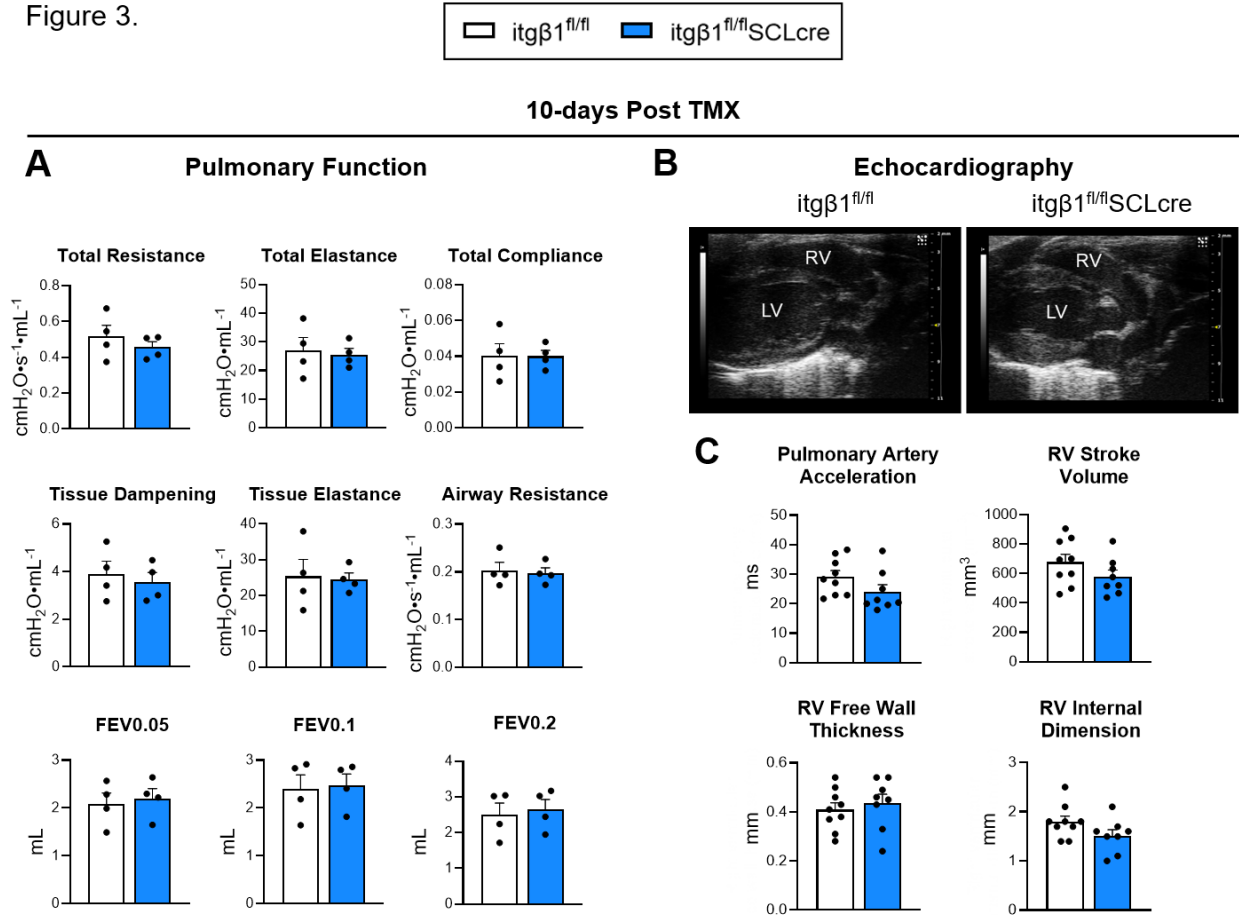 Figure 3.
itgβ1fl/fl
itgβ1fl/flSCLcre
10-days Post TMX
A
Pulmonary Function
Total Resistance
cmH2O•s-1•mL-1
0.8
0.6
0.4
0.2
0.0
Total Elastance
cmH2O•mL-1
50
40
30
20
10
0
Total Compliance
cmH2O•mL-1
0.08
0.06
0.04
0.02
0.00
Tissue Dampening
cmH2O•mL-1
6
4
2
0
Tissue Elastance
cmH2O•mL-1
40
30
20
10
0
Airway Resistance
cmH2O•s-1•mL-1
0.3
0.2
0.1
0.0
FEV0.05
mL
3
2
1
0
FEV0.1
mL
3
2
1
0
FEV0.2
mL
4
3
2
1
0
B
Echocardiography
itgβ1fl/fl
itgβ1fl/flSCLcre
RV
LV
RV
LV
C
Pulmonary Artery
Acceleration
ms
50
40
30
20
10
0
RV Stroke
Volume
mm3
1000
800
600
400
200
0
RV Free Wall
Thickness
mm
0.6
0.4
0.2
0.0
RV Internal
Dimension
mm
3
2
1
0